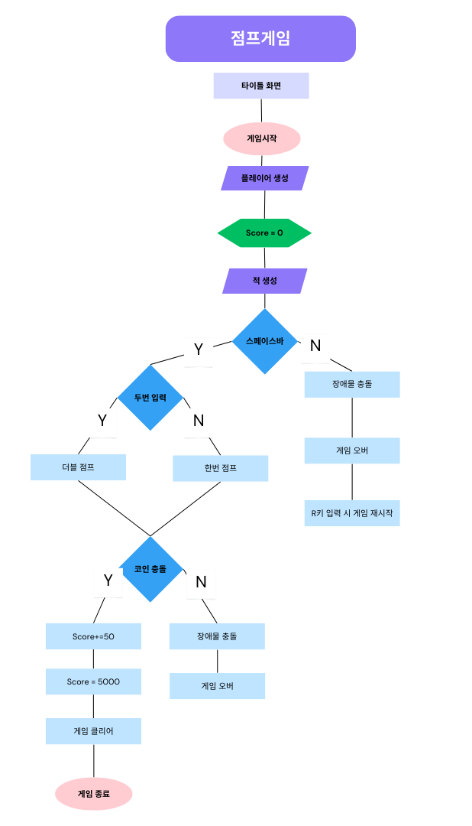 점프게임
타이틀 화면
게임시작
플레이어 생성
Score = 0
적 생성
스페이스바
Y
N
두번 입력
장애물 충돌
Y
N
게임 오버
더블 점프
한번 점프
R키 입력 시 게임 재시작
코인 충돌
Y
N
Score+=50
장애물 충돌
Score = 5000
게임 오버
게임 클리어
게임 종료